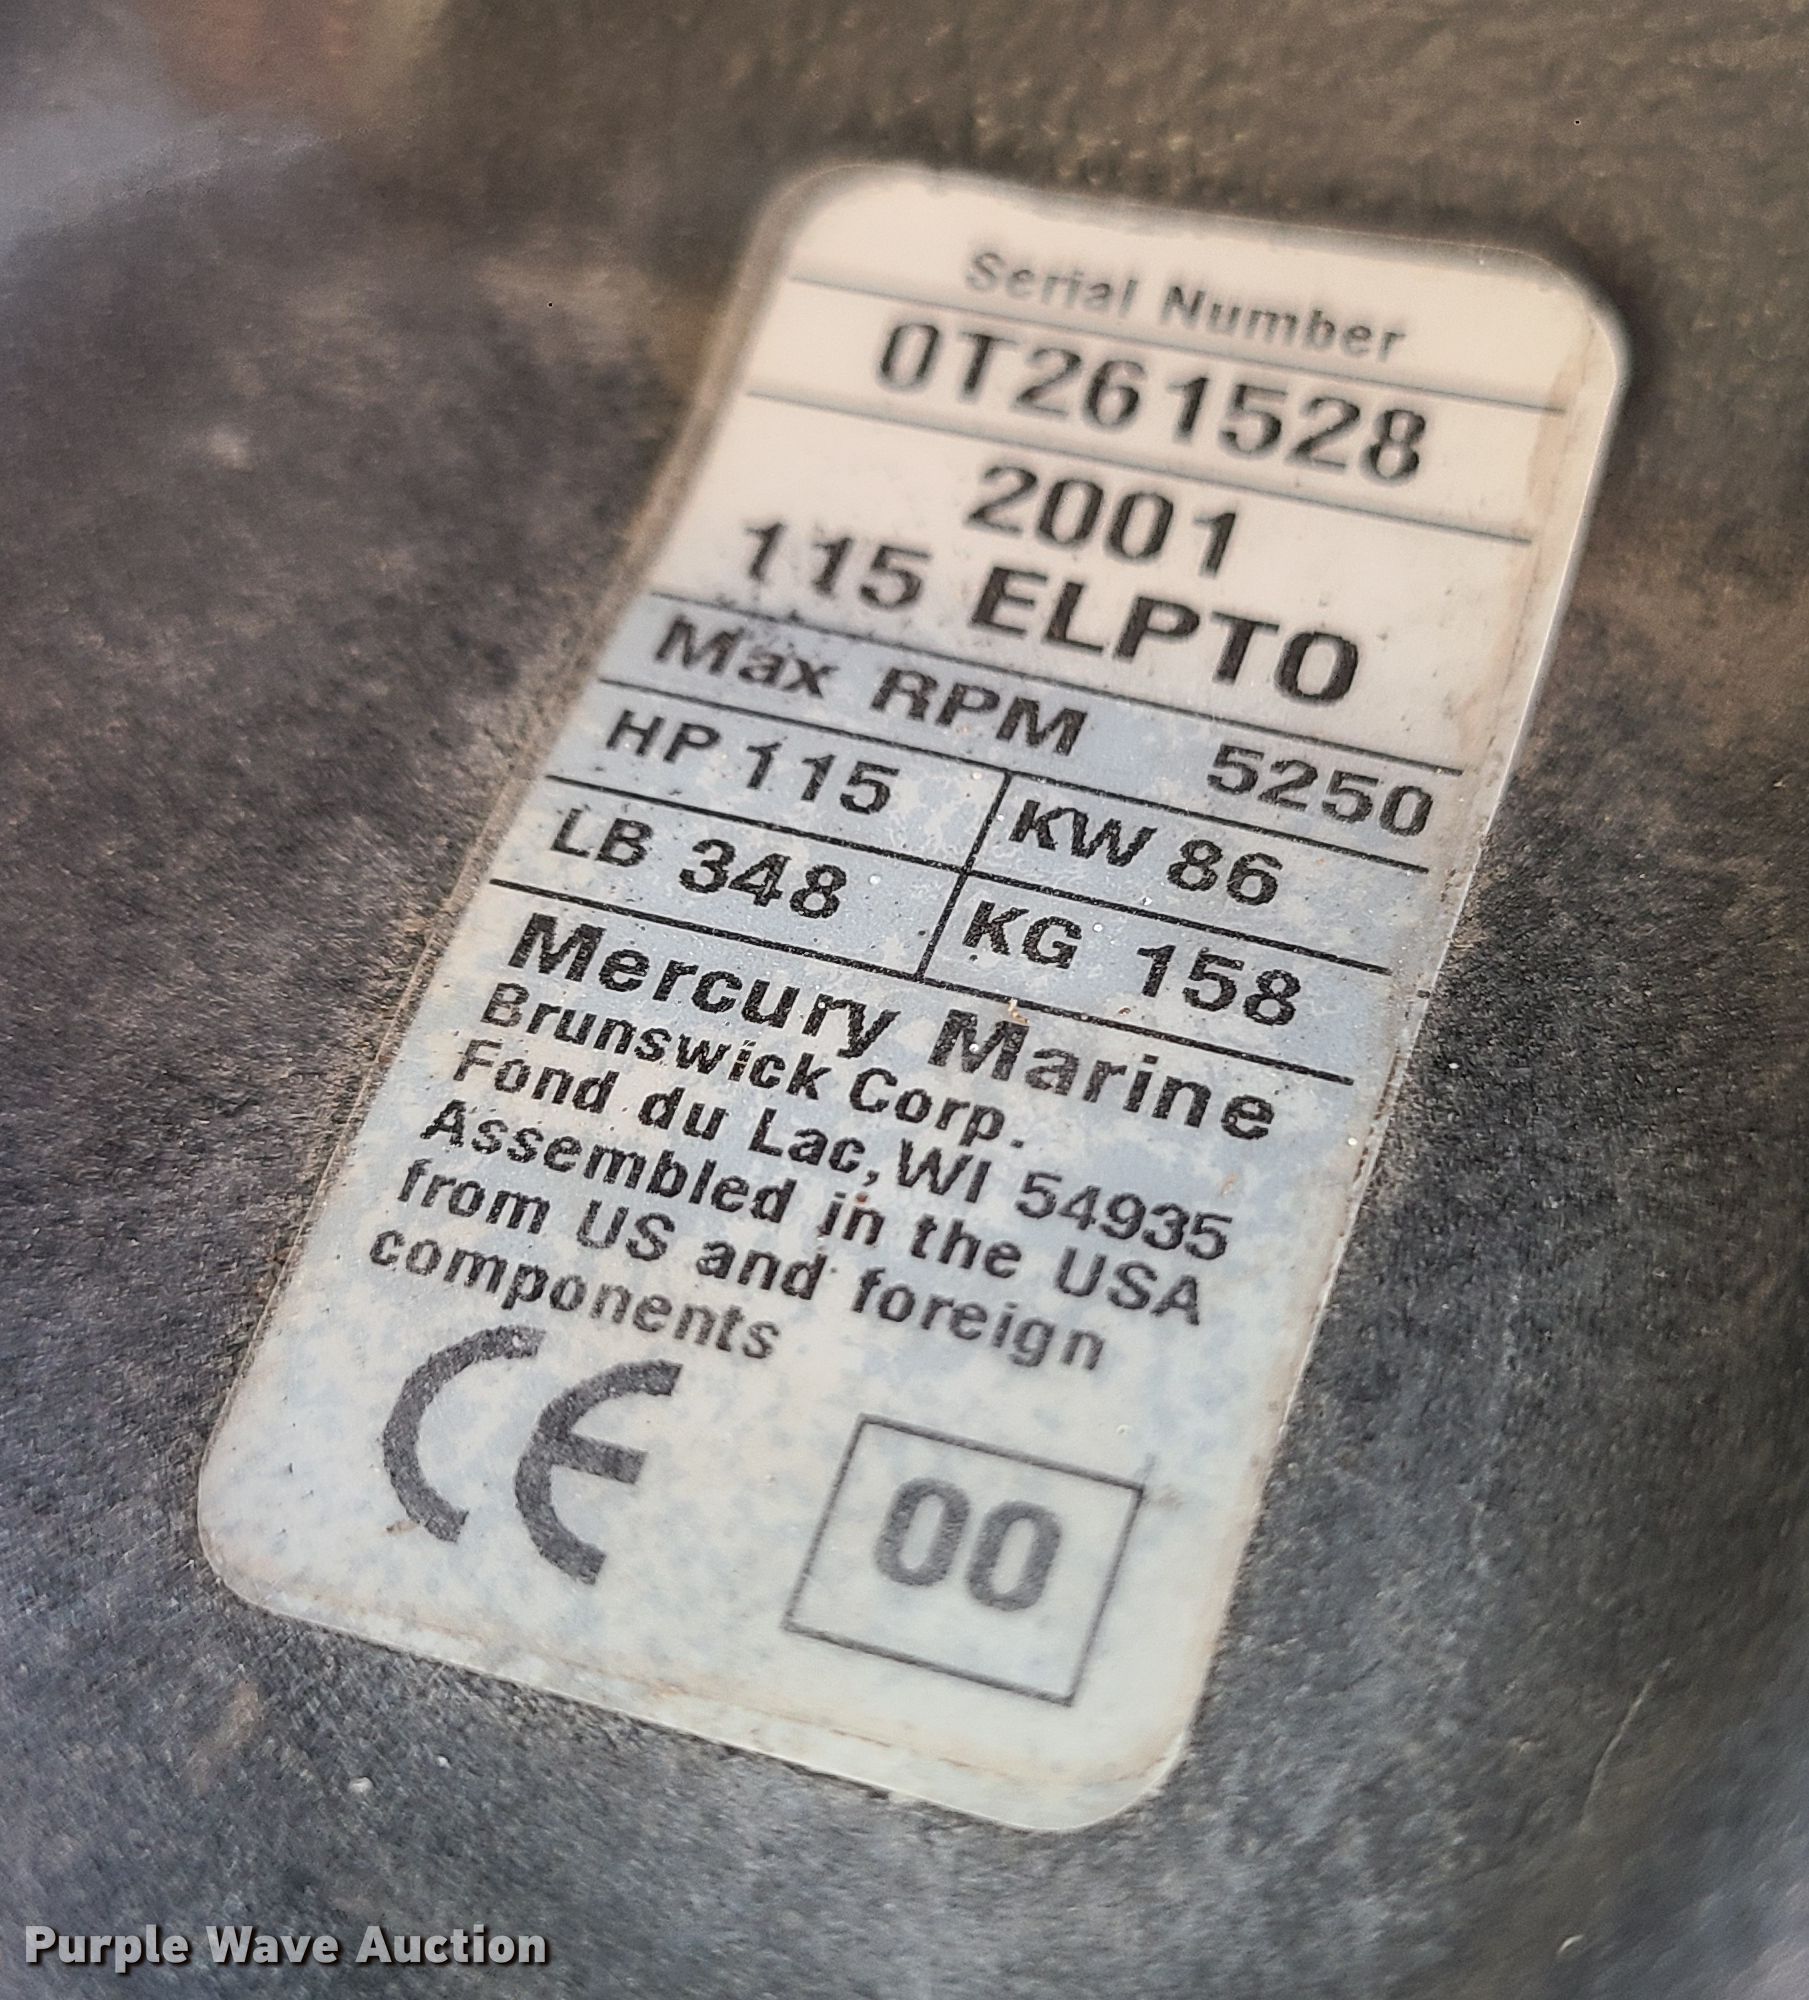 Serial Number
0T261528
2001
115 ELPTO
Max RPM 5250
HP 115 KW 86
LB 348 KG 158
Mercury Marine
Brunswick Corp.
Fond du Lac, WI 54935
Assembled in the USA
from US and foreign
components
CE 00
Purple Wave Auction